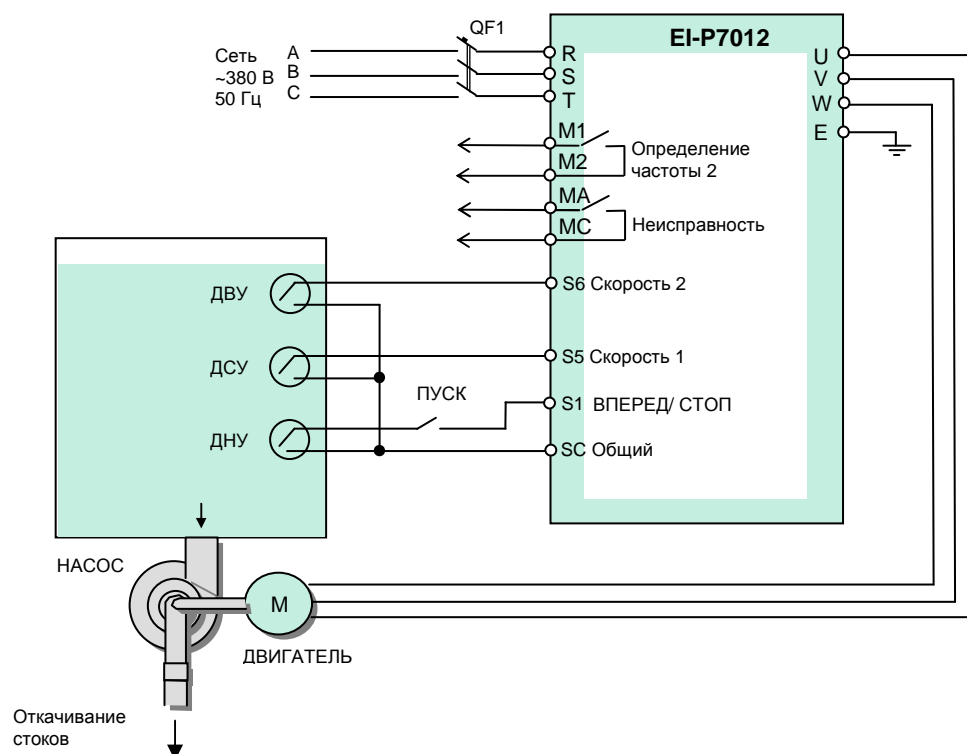 QF1
EI-P7012
Сеть
~380 В
50 Гц
A
B
C
R
S
T
U
V
W
E
M1
M2
Определение
частоты 2
MA
MC
Неисправность
ДВУ
S6 Скорость 2
ДСУ
S5 Скорость 1
ПУСК
S1 ВПЕРЕД/ СТОП
ДНУ
SC Общий
НАСОС
М
ДВИГАТЕЛЬ
Откачивание
стоков